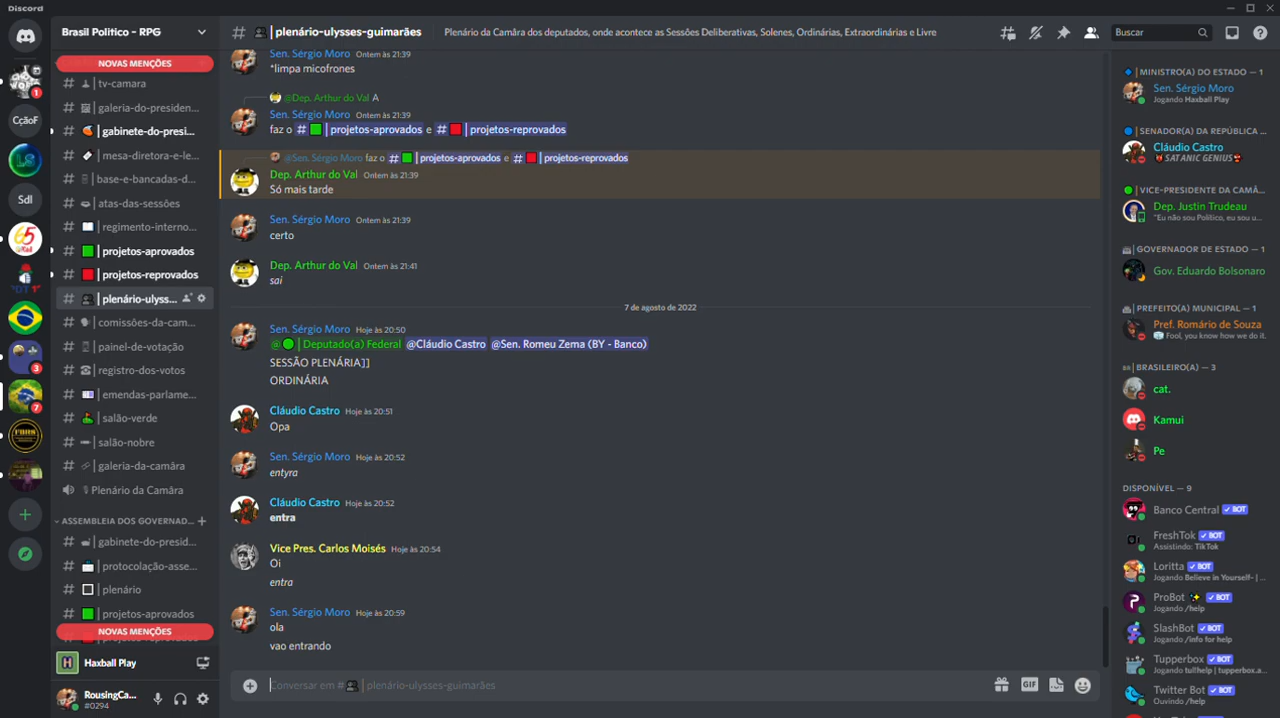 Discord
CçãoF
Sdl
65
1
3
7
Brasil Politico - RPG
NOVAS MENÇÕES
# | tv-camara
# | galeria-do-presiden...
# | gabinete-do-presi...
# | mesa-diretora-e-le...
# | base-e-bancadas-d...
# | atas-das-sessões
# | regimento-interno...
# | projetos-aprovados
# | projetos-reprovados
# | plenário-ulyss...
# | comissões-da-cam...
# | painel-de-votação
# | registro-dos-votos
# | emendas-parlame...
# | salão-verde
# | salão-nobre
# | galeria-da-camâra
| Plenário da Camâra
ASSEMBLEIA DOS GOVERNAD... +
# | gabinete-do-presid...
# | protocolação-asse...
# | plenário
# | projetos-aprovados
NOVAS MENÇÕES
Haxball Play
RousingCa...
#0294
# | plenário-ulysses-guimarães
Plenário da Camâra dos deputados, onde acontece as Sessões Deliberativas, Solenes, Ordinárias, Extraordinárias e Livre
Buscar
Sen. Sérgio Moro Ontem às 21:39
*limpa micofrones
@Dep. Arthur do Val A
Sen. Sérgio Moro Ontem às 21:39
faz o # | projetos-aprovados e # | projetos-reprovados
@Sen. Sérgio Moro faz o # | projetos-aprovados e # | projetos-reprovados
Dep. Arthur do Val Ontem às 21:39
Só mais tarde
Sen. Sérgio Moro Ontem às 21:39
certo
Dep. Arthur do Val Ontem às 21:41
sai
7 de agosto de 2022
Sen. Sérgio Moro Hoje às 20:50
@ | Deputado(a) Federal @Cláudio Castro @Sen. Romeu Zema (BY - Banco)
SESSÃO PLENÁRIA]]
ORDINÁRIA
Cláudio Castro Hoje às 20:51
Opa
Sen. Sérgio Moro Hoje às 20:52
entyra
Cláudio Castro Hoje às 20:52
entra
Vice Pres. Carlos Moisés Hoje às 20:54
Oi
entra
Sen. Sérgio Moro Hoje às 20:59
ola
vao entrando
Conversar em # | plenário-ulysses-guimarães
GIF
| MINISTRO(A) DO ESTADO — 1
Sen. Sérgio Moro
Jogando Haxball Play
| SENADOR(A) DA REPÚBLICA ...
Cláudio Castro
SATANIC GENIUS
| VICE-PRESIDENTE DA CAMÂ...
Dep. Justin Trudeau
"Eu não sou Político, eu sou u...
| GOVERNADOR DE ESTADO — 1
Gov. Eduardo Bolsonaro
| PREFEITO(A) MUNICIPAL — 1
Pref. Romário de Souza
Fool, you know how we do it.
BR | BRASILEIRO(A) — 3
cat.
Kamui
Pe
DISPONÍVEL — 9
Banco Central ✓ BOT
FreshTok ✓ BOT
Assistindo: TikTok
Loritta ✓ BOT
Jogando Believe in Yourself~ | ...
ProBot ✨ ✓ BOT
Jogando /help
SlashBot ✓ BOT
Jogando /info for help
Tupperbox ✓ BOT
Jogando tul!help | tupperbox.a...
Twitter Bot ✓ BOT
Ouvindo /help